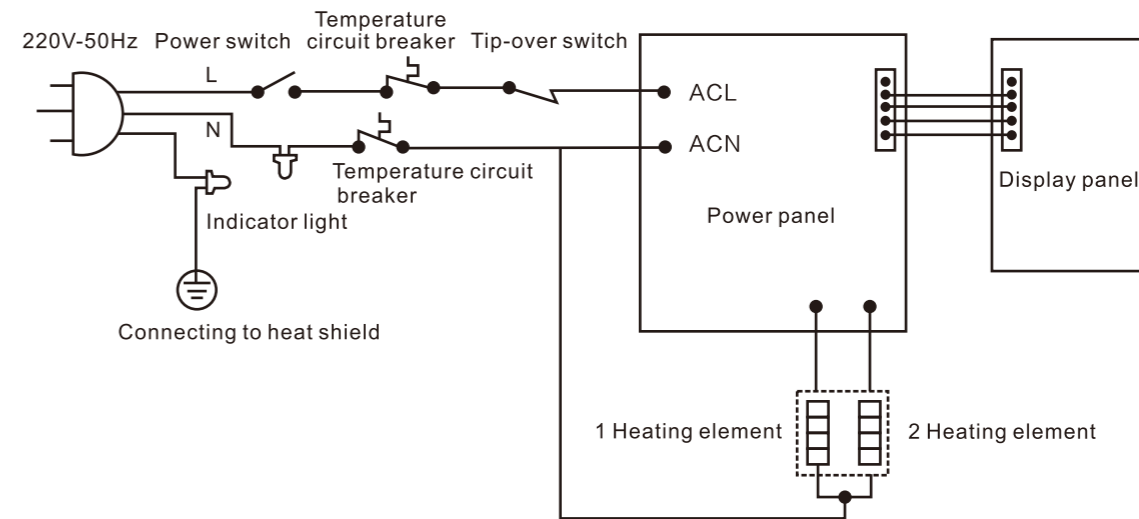 220V-50Hz
Power switch
Temperature
circuit breaker
Tip-over switch
L
N
ACL
ACN
Temperature circuit
breaker
Indicator light
Connecting to heat shield
Power panel
Display panel
1 Heating element
2 Heating element